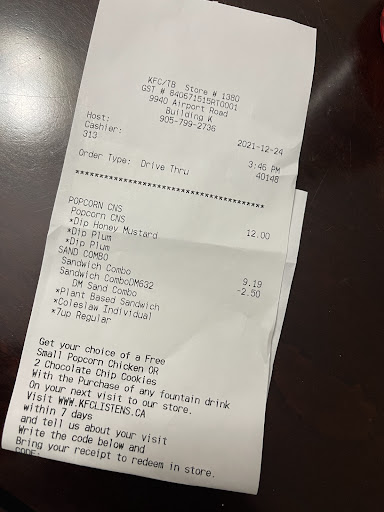 KFC/TB Store # 1380
GST # 840571515RT0001
9940 Airport Road
Building K
905-799-2736
Host: 2021-12-24
Cashier: 3:46 PM
313 40148
Order Type: Drive Thru
****************************************
POPCORN CNS 12.00
Popcorn CNS
*Dip Honey Mustard
*Dip Plum
*Dip Plum
SAND COMBO 9.19
Sandwich Combo -2.50
Sandwich ComboDM632
DM Sand Combo
*Plant Based Sandwich
*Coleslaw Individual
*7up Regular
Get your choice of a Free
Small Popcorn Chicken OR
2 Chocolate Chip Cookies
With the Purchase of any fountain drink
On your next visit to our store.
Visit WWW.KFCLISTENS.CA
within 7 days
and tell us about your visit
Write the code below and
Bring your receipt to redeem in store.
CODE: